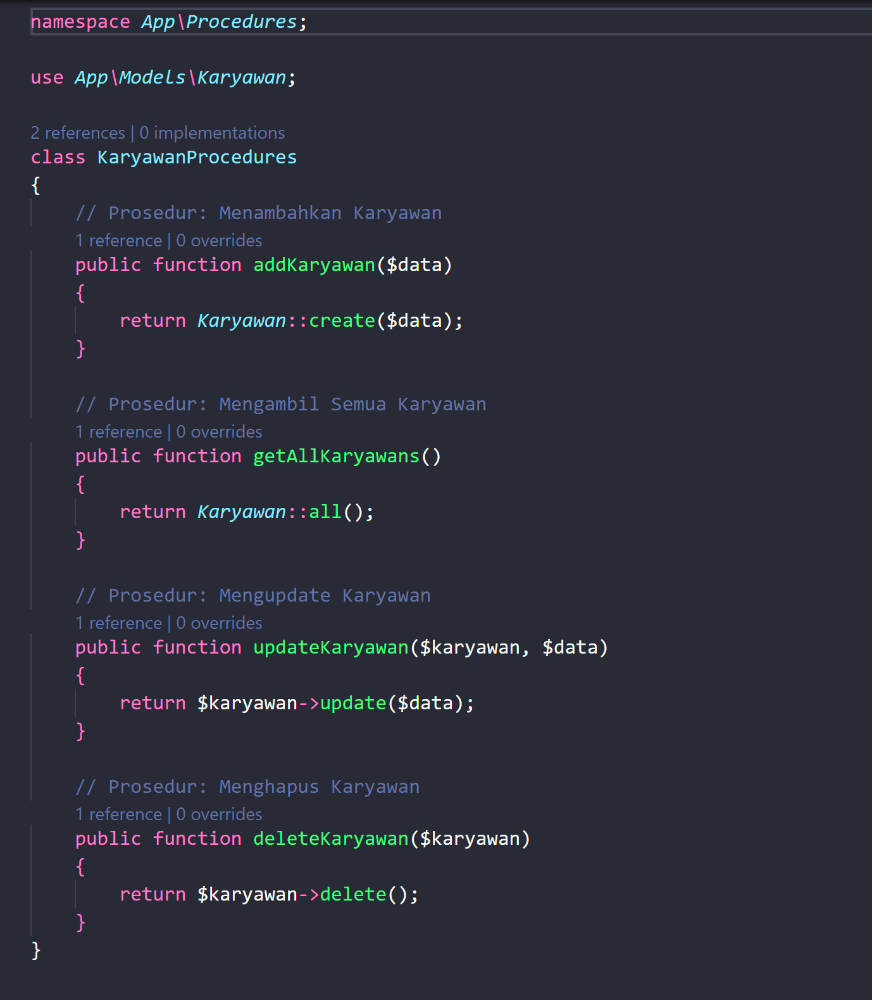 namespace App\Procedures;
use App\Models\Karyawan;
2 references | 0 implementations
class KaryawanProcedures
{
// Prosedur: Menambahkan Karyawan
1 reference | 0 overrides
public function addKaryawan($data)
{
return Karyawan::create($data);
}
// Prosedur: Mengambil Semua Karyawan
1 reference | 0 overrides
public function getAllKaryawans()
{
return Karyawan::all();
}
// Prosedur: Mengupdate Karyawan
1 reference | 0 overrides
public function updateKaryawan($karyawan, $data)
{
return $karyawan->update($data);
}
// Prosedur: Menghapus Karyawan
1 reference | 0 overrides
public function deleteKaryawan($karyawan)
{
return $karyawan->delete();
}
}